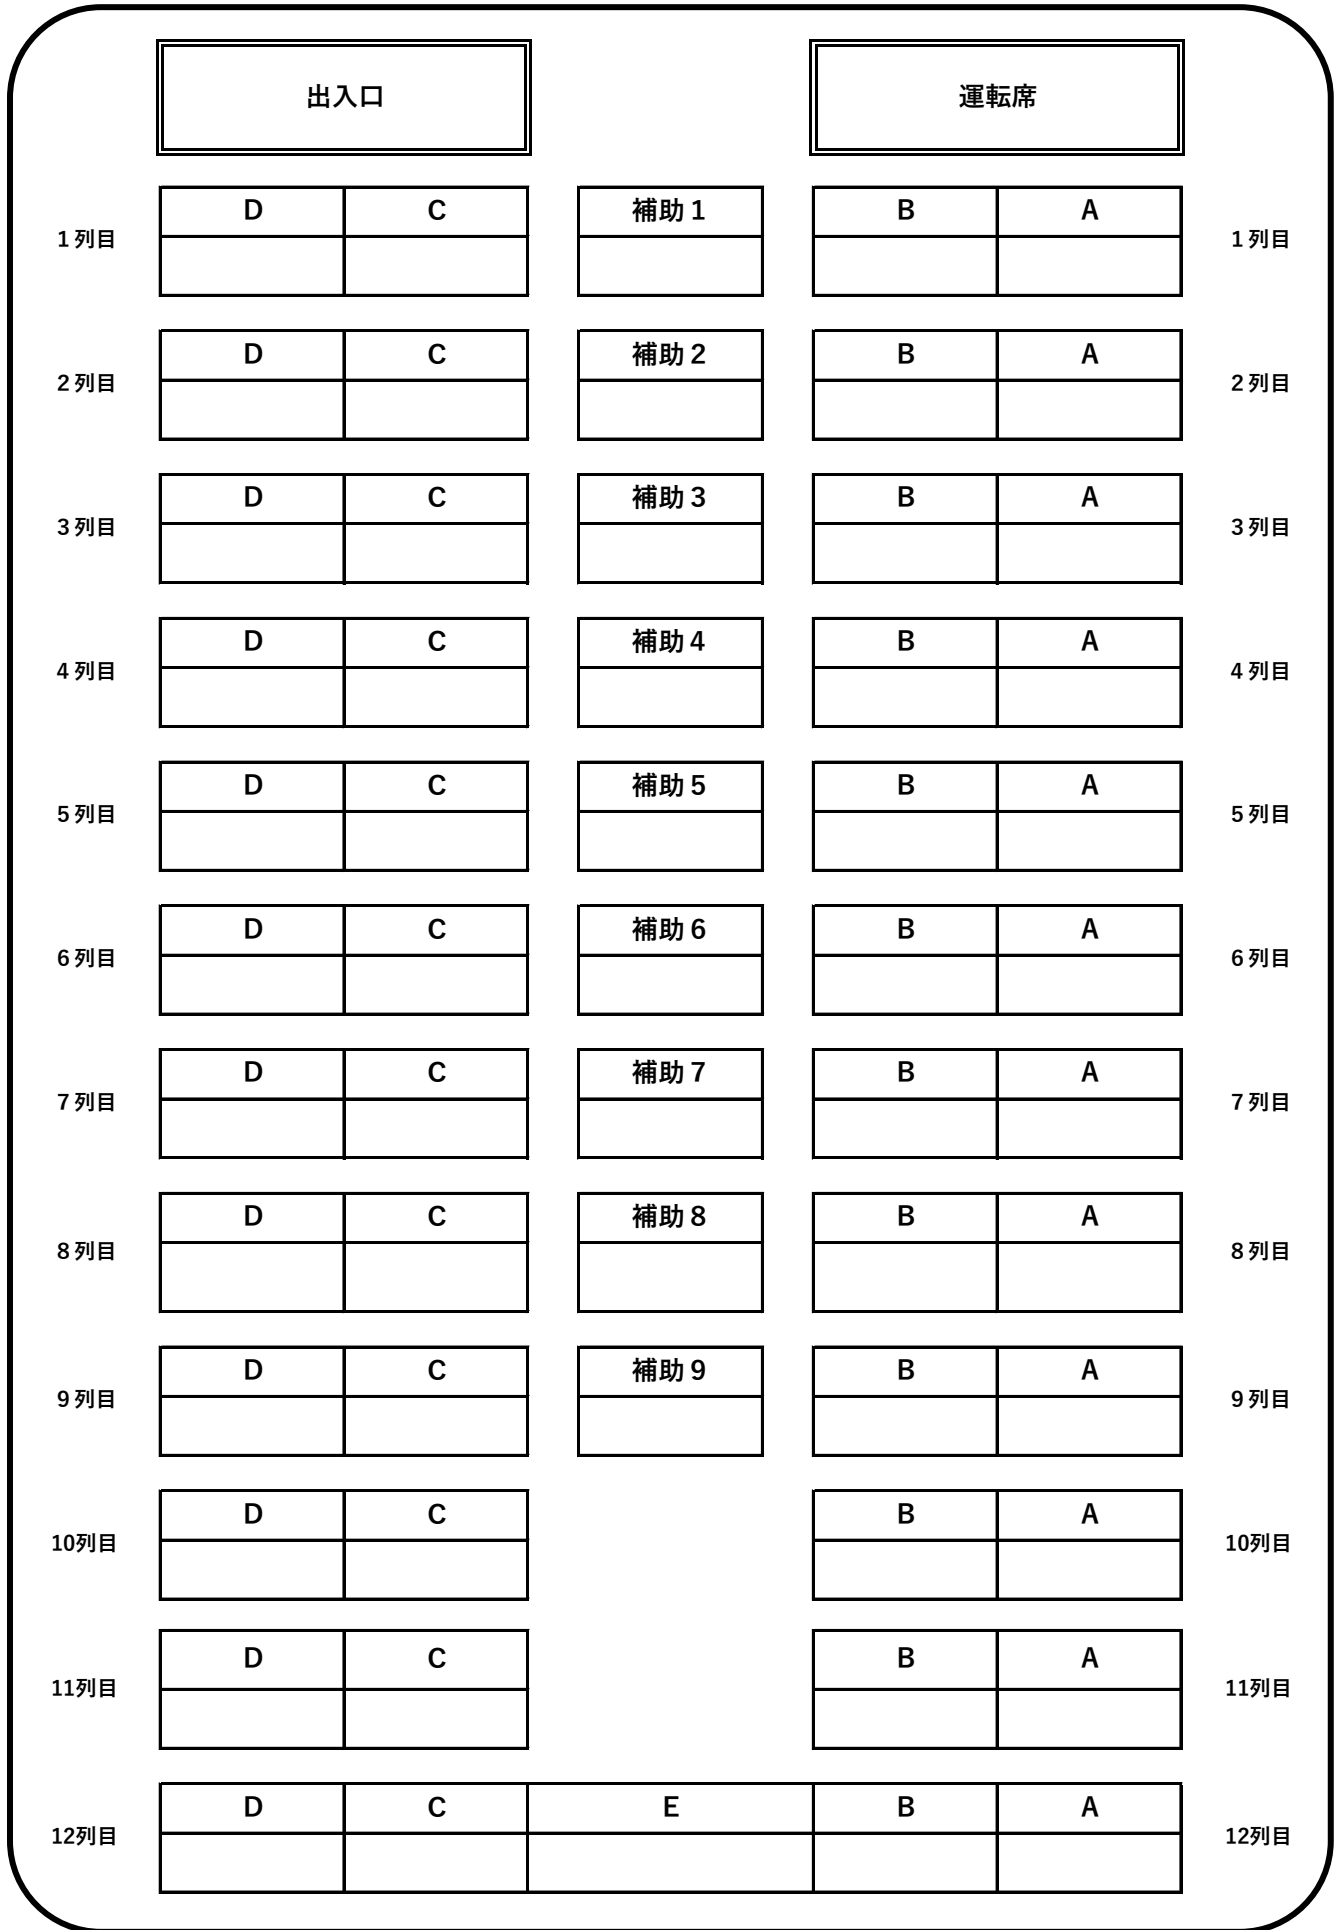 出入口 運転席
D C 補助1 B A
1列目 1列目
D C 補助2 B A
2列目 2列目
D C 補助3 B A
3列目 3列目
D C 補助4 B A
4列目 4列目
D C 補助5 B A
5列目 5列目
D C 補助6 B A
6列目 6列目
D C 補助7 B A
7列目 7列目
D C 補助8 B A
8列目 8列目
D C 補助9 B A
9列目 9列目
D C B A
10列目 10列目
D C B A
11列目 11列目
D C E B A
12列目 12列目